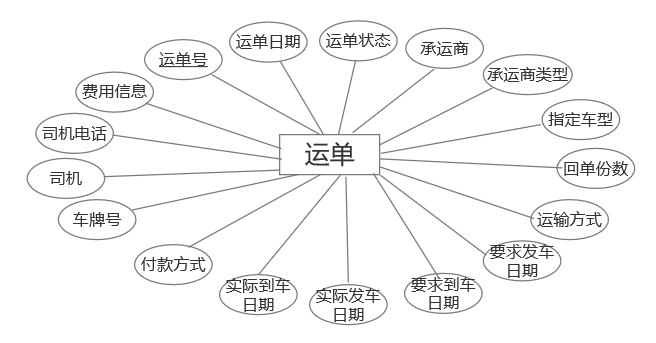 运单日期
运单状态
承运商
运单号
承运商类型
费用信息
指定车型
司机电话
运单
回单份数
司机
车牌号
运输方式
要求发车
日期
付款方式
实际到车
日期
实际发车
日期
要求到车
日期